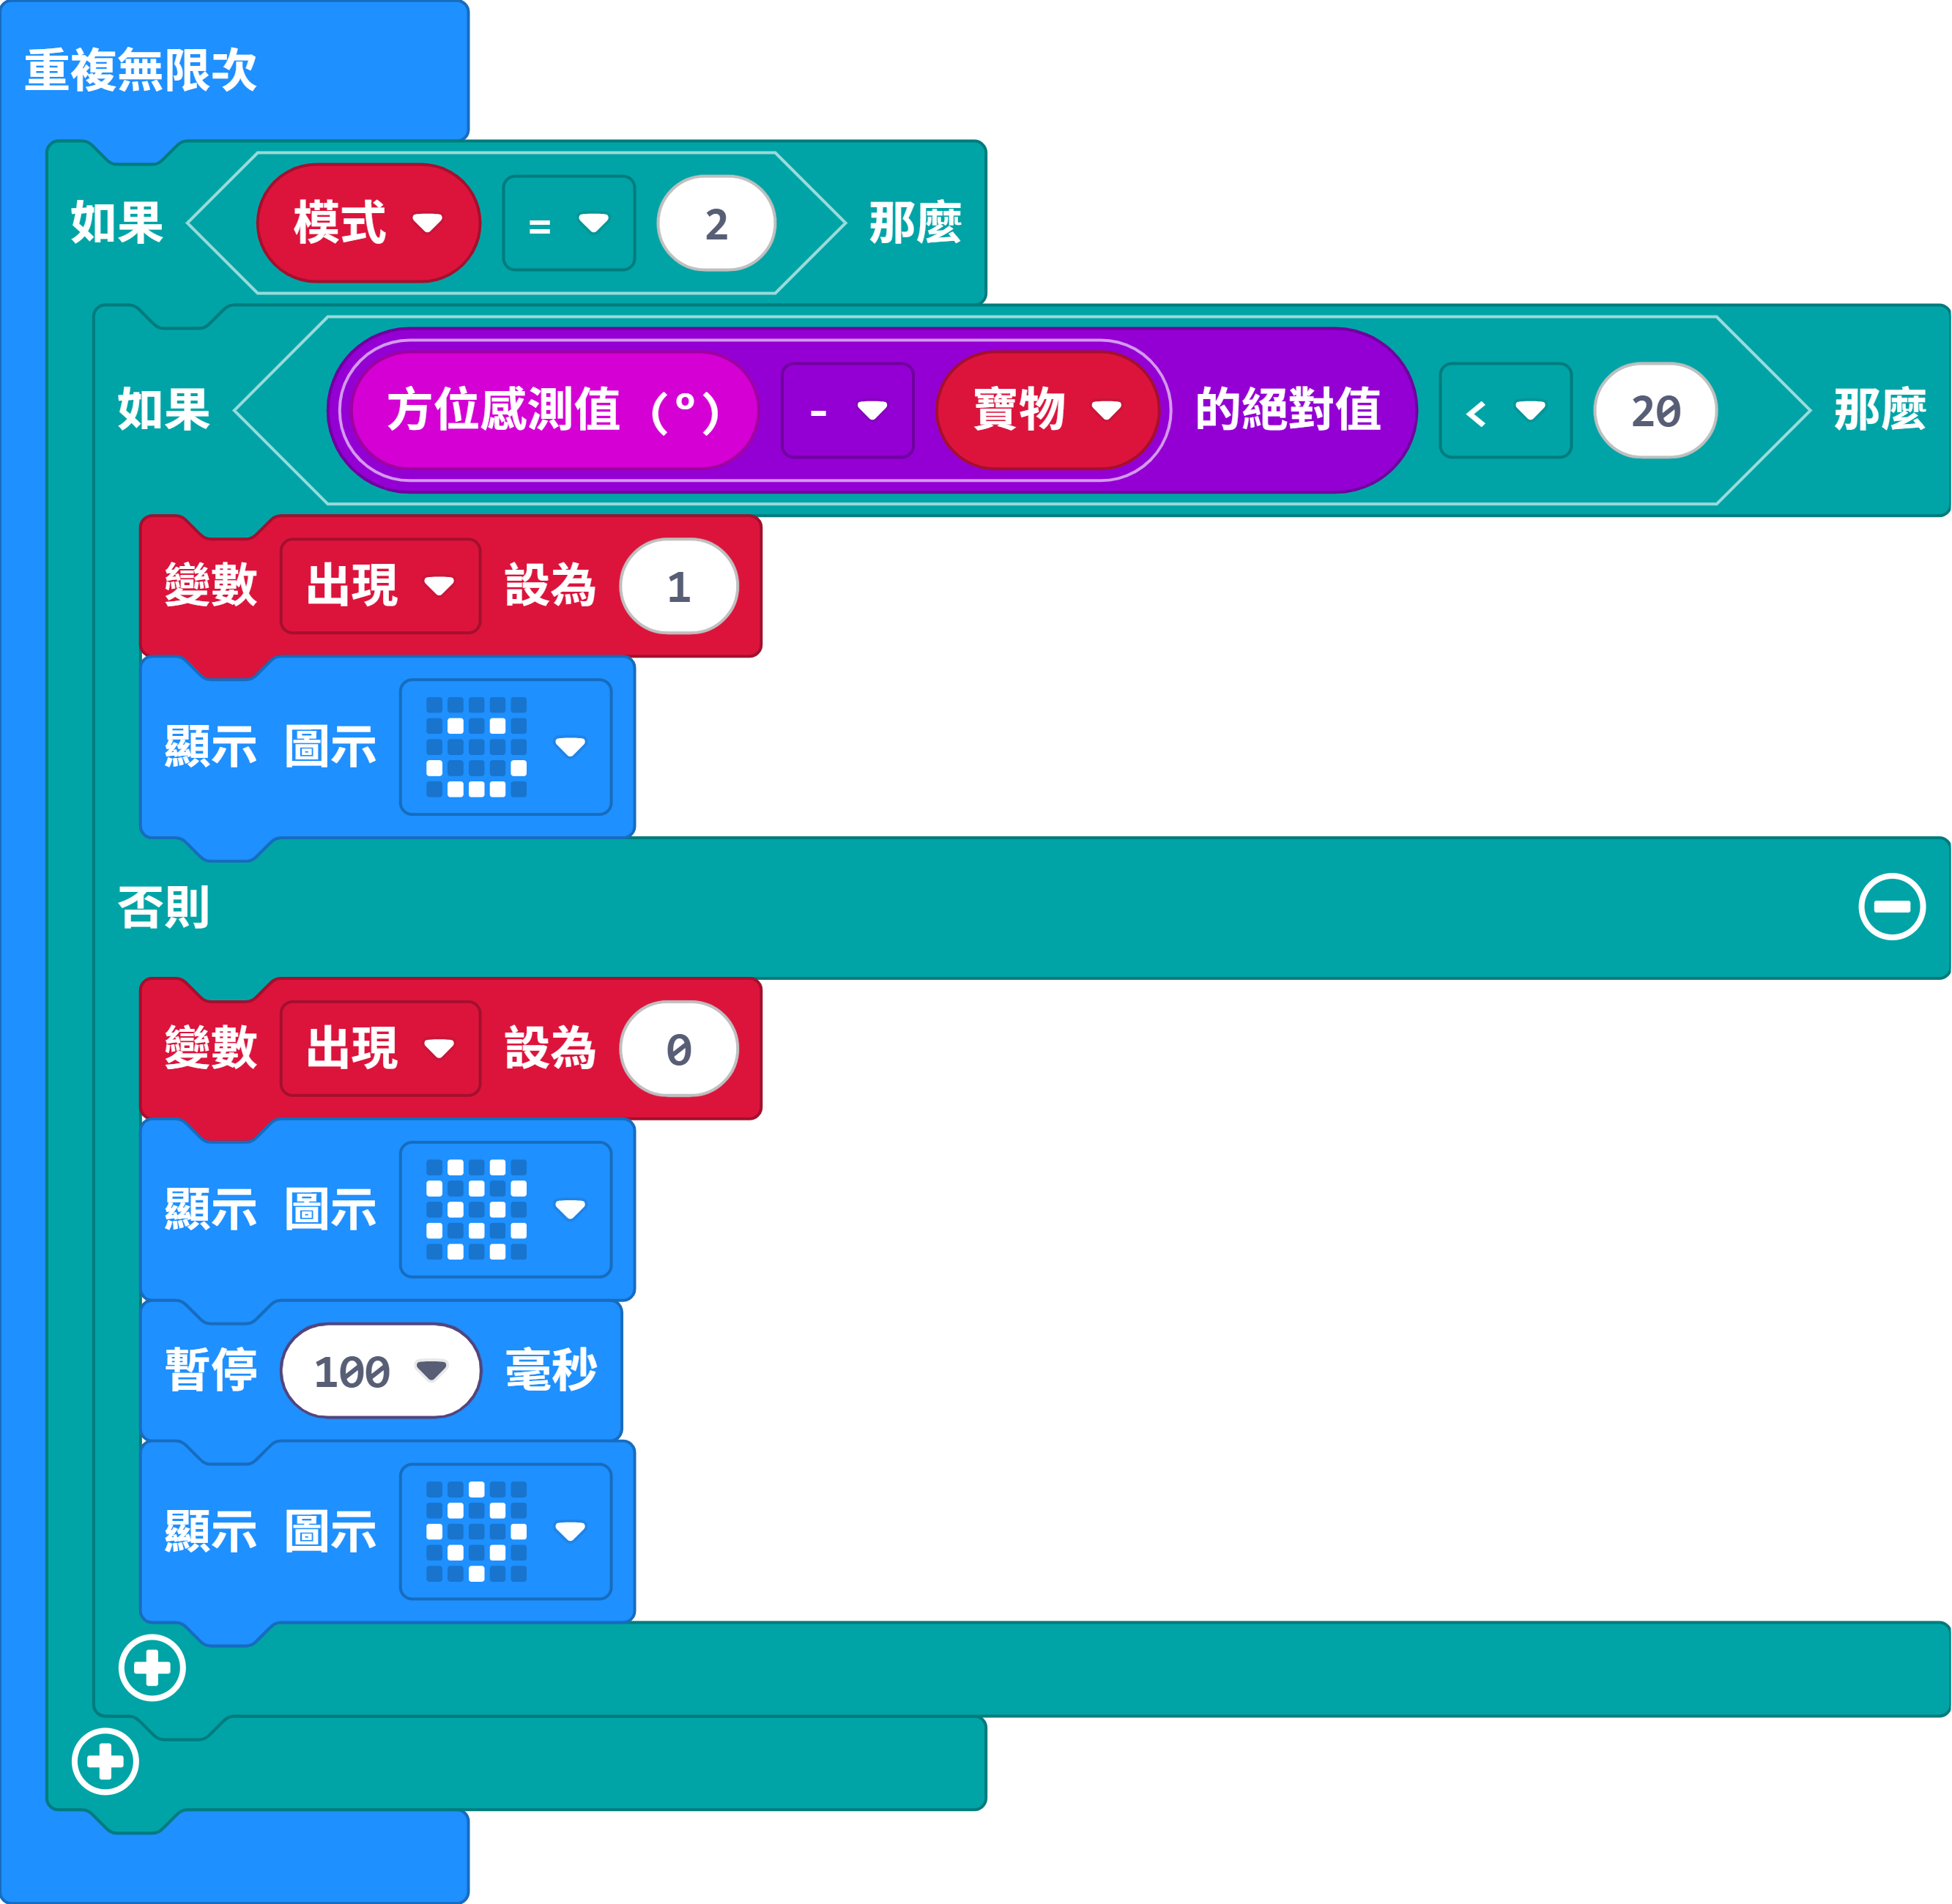 重複無限次
如果 模式 = 2 那麼
如果 方位感測值 (°) - 寶物 的絕對值 < 20 那麼
變數 出現 設為 1
顯示 圖示
否則
變數 出現 設為 0
顯示 圖示
暫停 100 毫秒
顯示 圖示